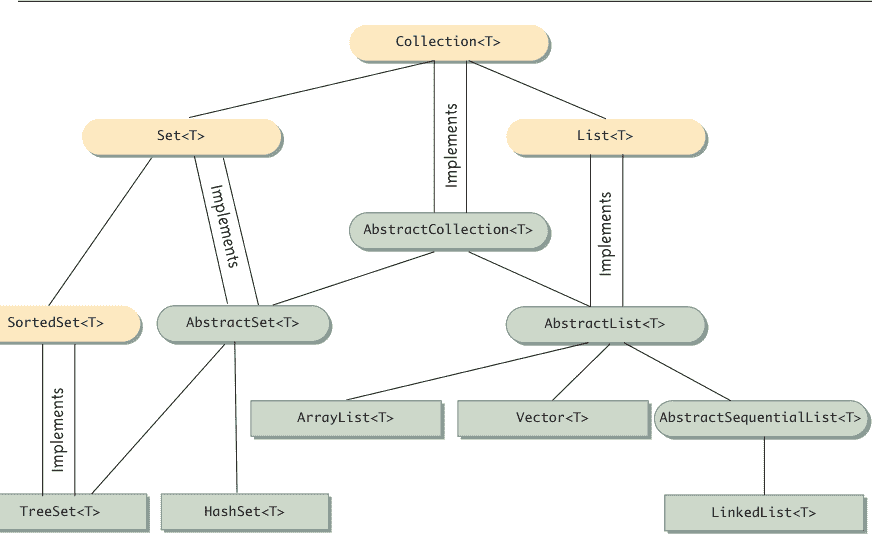 Collection<T>
Set<T>
Implements
List<T>
Implements
AbstractCollection<T>
Implements
SortedSet<T>
AbstractSet<T>
AbstractList<T>
Implements
ArrayList<T>
Vector<T>
AbstractSequentialList<T>
TreeSet<T>
HashSet<T>
LinkedList<T>